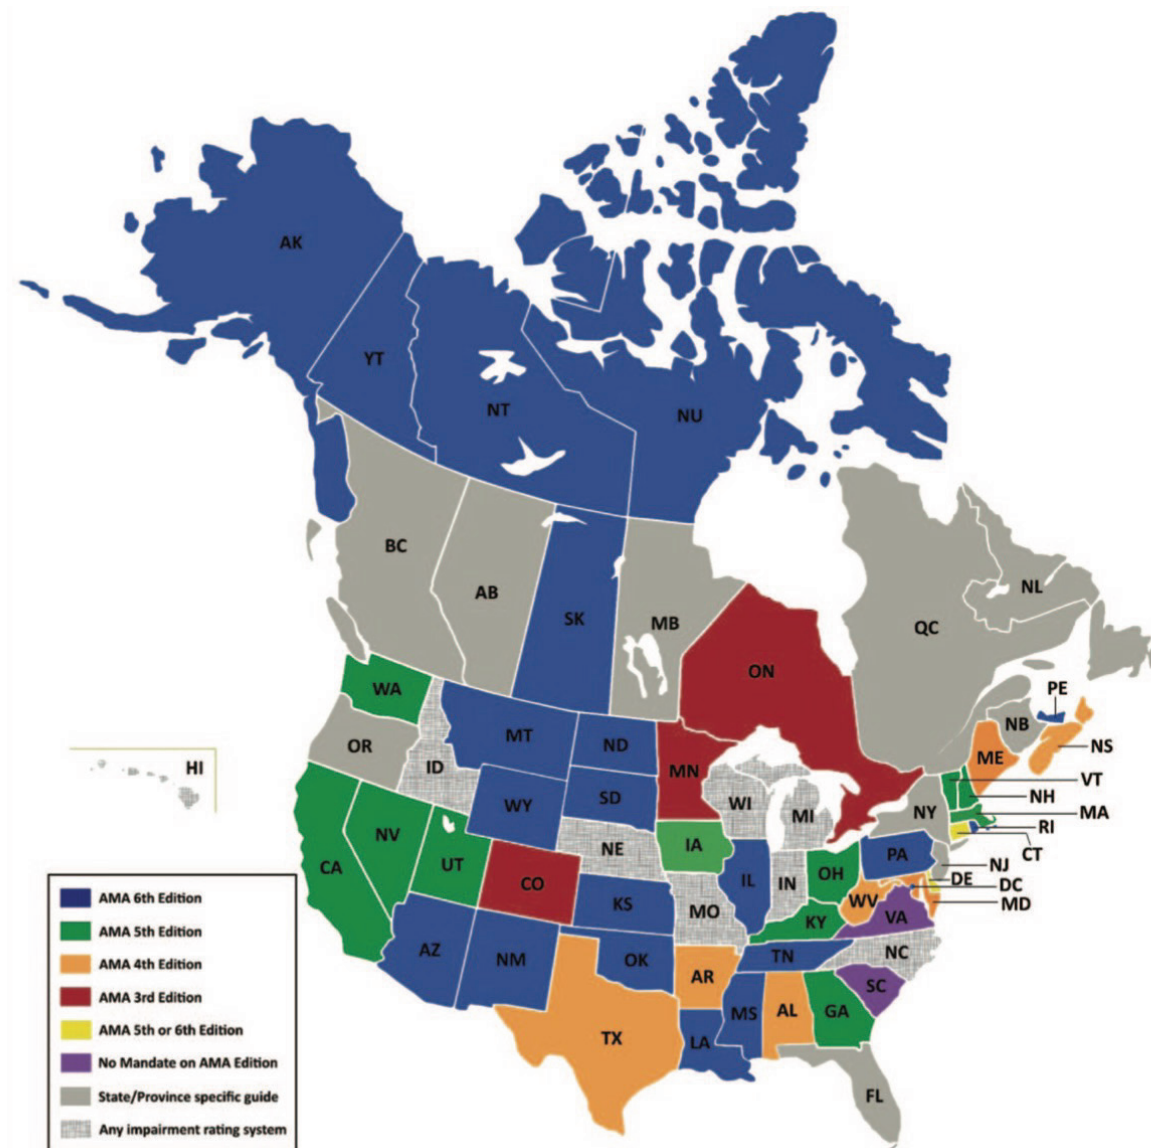 AK
YT
NT
NU
BC
AB
SK
MB
ON
QC
NL
PE
NB
NS
ME
VT
NH
MA
RI
CT
NJ
DE
DC
MD
WA
OR
ID
MT
ND
MN
WI
MI
NY
HI
WY
SD
IA
NE
PA
CA
NV
UT
CO
KS
MO
IL
IN
OH
WV
VA
KY
AZ
NM
OK
AR
TN
NC
SC
TX
LA
MS
AL
GA
FL
AMA 6th Edition
AMA 5th Edition
AMA 4th Edition
AMA 3rd Edition
AMA 5th or 6th Edition
No Mandate on AMA Edition
State/Province specific guide
Any impairment rating system